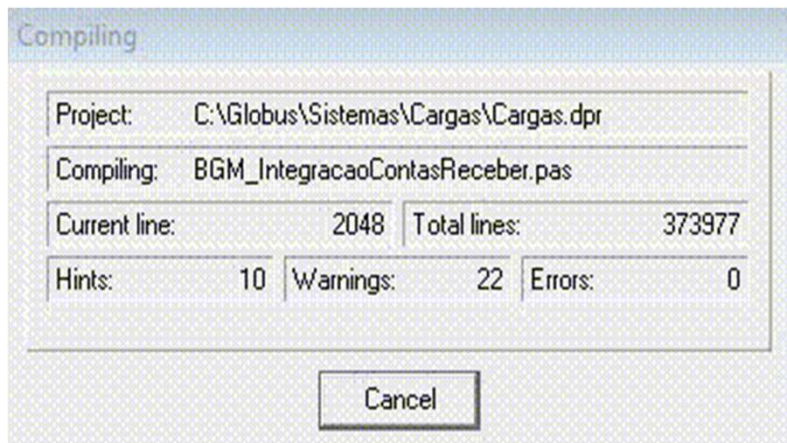 Compiling
Project: C:\Globus\Sistemas\Cargas\Cargas.dpr
Compiling: BGM_IntegracaoContasReceber.pas
Current line: 2048 Total lines: 373977
Hints: 10 Warnings: 22 Errors: 0
Cancel